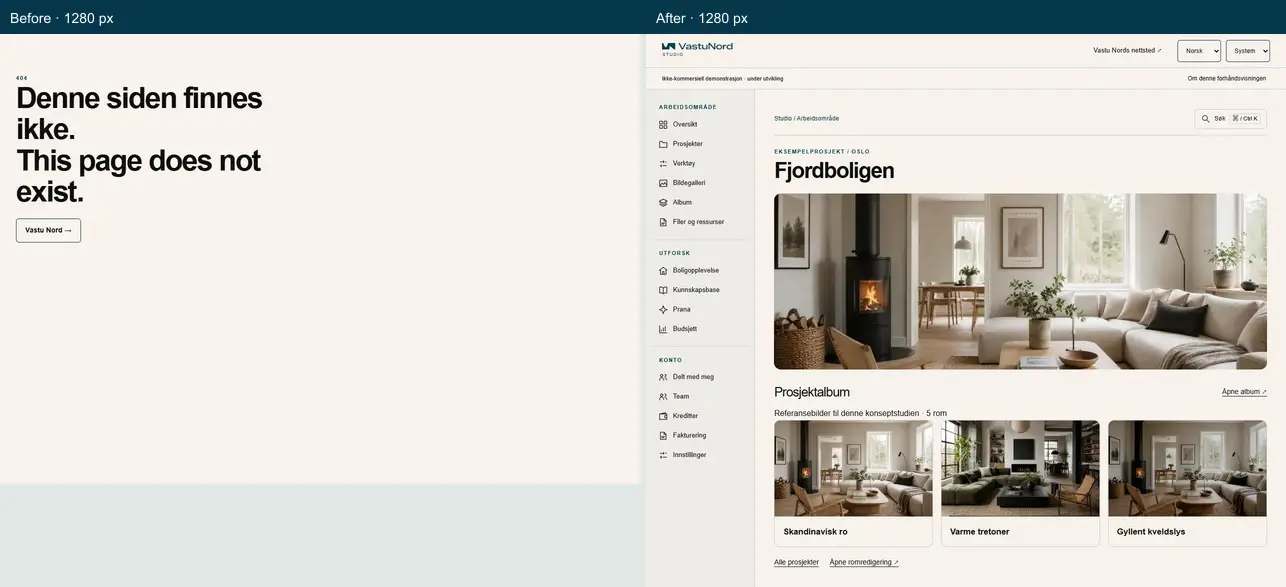 Before · 1280 px
404
Denne siden finnes
ikke.
This page does not
exist.
Vastu Nord →
After · 1280 px
VastuNord
STUDIO
Vastu Nords nettsted ↗
Norsk
System
Ikke-kommersiell demonstrasjon · under utvikling
Om denne forhåndsvisningen
ARBEIDSOMRÅDE
Oversikt
Prosjekter
Verktøy
Bildegalleri
Album
Filer og ressurser
UTFORSK
Boligopplevelse
Kunnskapsbase
Prana
Budsjett
KONTO
Delt med meg
Team
Kreditter
Fakturering
Innstillinger
Studio / Arbeidsområde
Søk ⌘ / Ctrl K
EKSEMPELPROSJEKT / OSLO
Fjordboligen
Prosjektalbum
Åpne album ↗
Referansebilder til denne konseptstudien · 5 rom
Skandinavisk ro
Varme tretoner
Gyllent kveldslys
Alle prosjekter
Åpne romredigering ↗